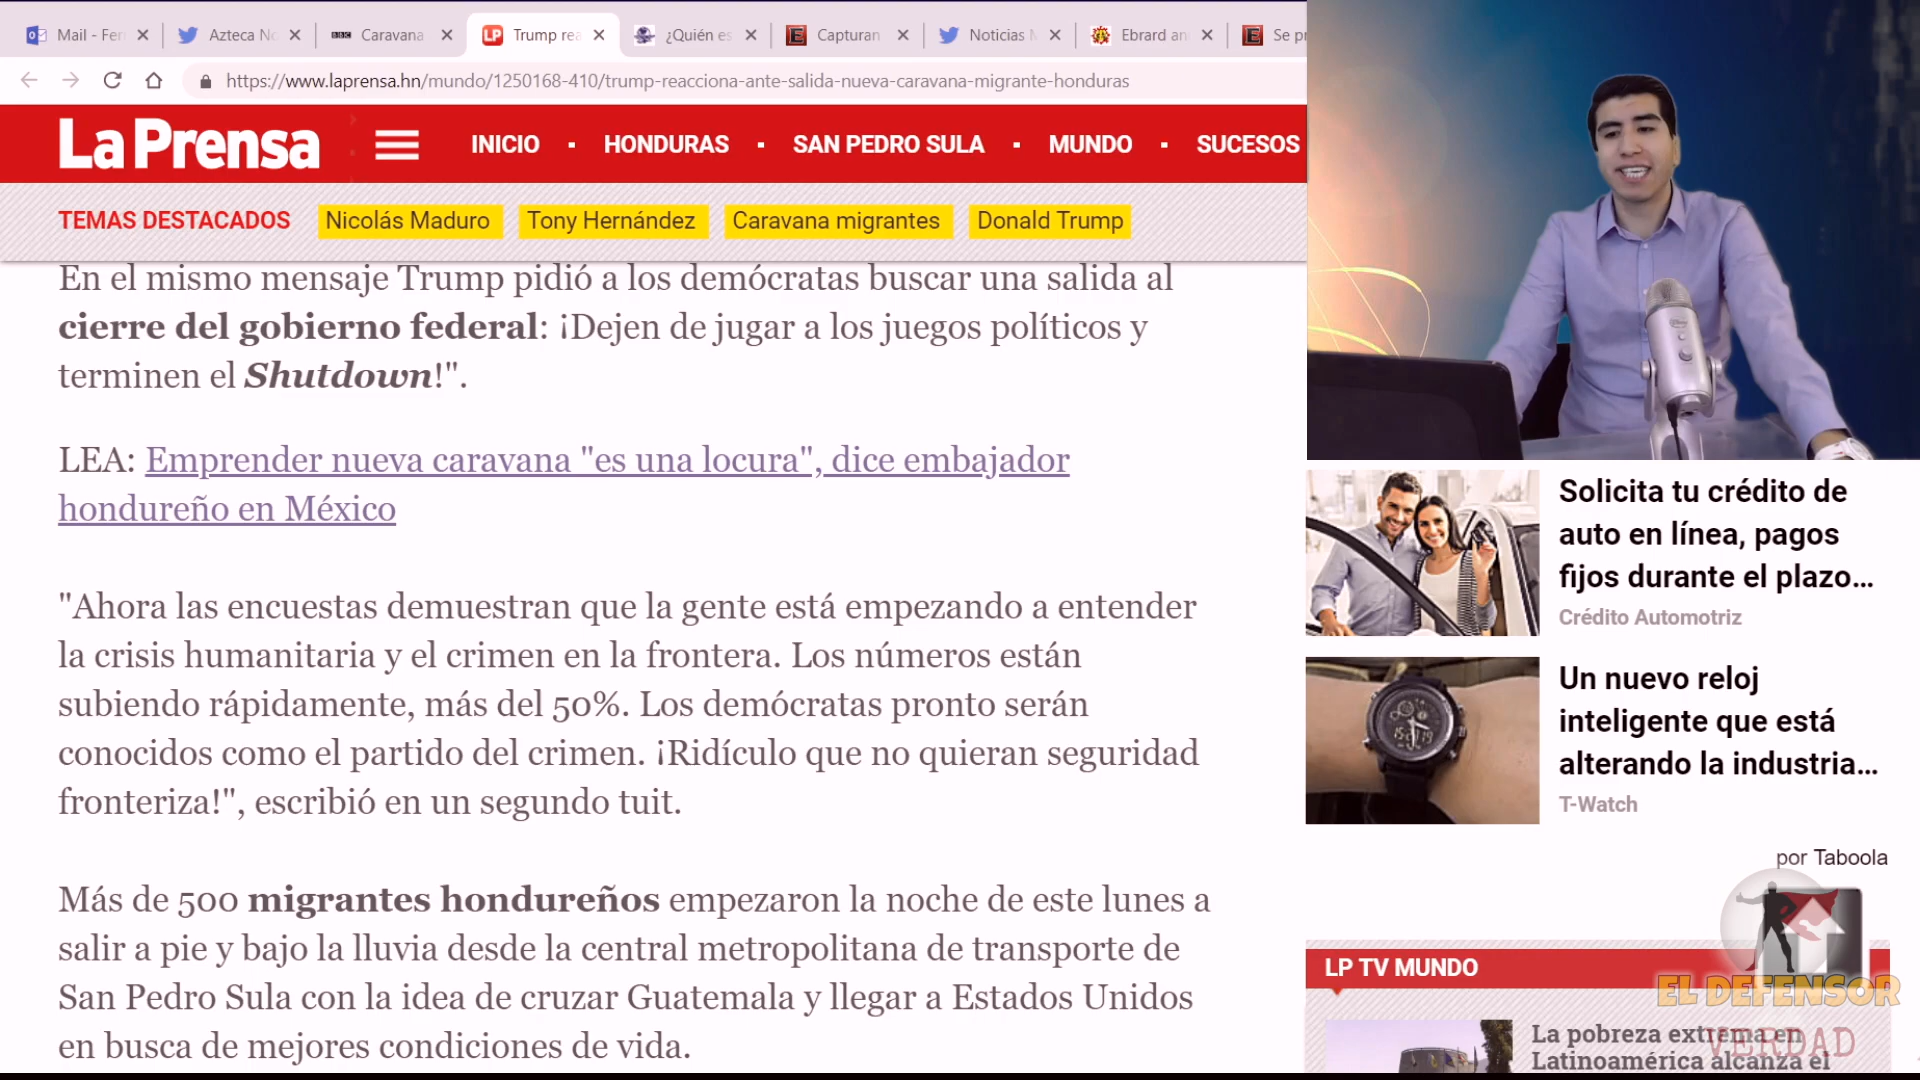 Mail - Fer
Azteca No
BBC
Caravana
LP
Trump rea
¿Quién es
E
Capturan
Noticias M
Ebrard an
E
Se pr
https://www.laprensa.hn/mundo/1250168-410/trump-reacciona-ante-salida-nueva-caravana-migrante-honduras
La Prensa
INICIO · HONDURAS · SAN PEDRO SULA · MUNDO · SUCESOS
TEMAS DESTACADOS
Nicolás Maduro
Tony Hernández
Caravana migrantes
Donald Trump
En el mismo mensaje Trump pidió a los demócratas buscar una salida al
cierre del gobierno federal: ¡Dejen de jugar a los juegos políticos y
terminen el Shutdown!".
LEA: Emprender nueva caravana "es una locura", dice embajador
hondureño en México
"Ahora las encuestas demuestran que la gente está empezando a entender
la crisis humanitaria y el crimen en la frontera. Los números están
subiendo rápidamente, más del 50%. Los demócratas pronto serán
conocidos como el partido del crimen. ¡Ridículo que no quieran seguridad
fronteriza!", escribió en un segundo tuit.
Más de 500 migrantes hondureños empezaron la noche de este lunes a
salir a pie y bajo la lluvia desde la central metropolitana de transporte de
San Pedro Sula con la idea de cruzar Guatemala y llegar a Estados Unidos
en busca de mejores condiciones de vida.
Solicita tu crédito de
auto en línea, pagos
fijos durante el plazo...
Crédito Automotriz
Un nuevo reloj
inteligente que está
alterando la industria...
T-Watch
por Taboola
LP TV MUNDO
EL DEFENSOR
VERDAD
La pobreza extrema en
Latinoamérica alcanza el